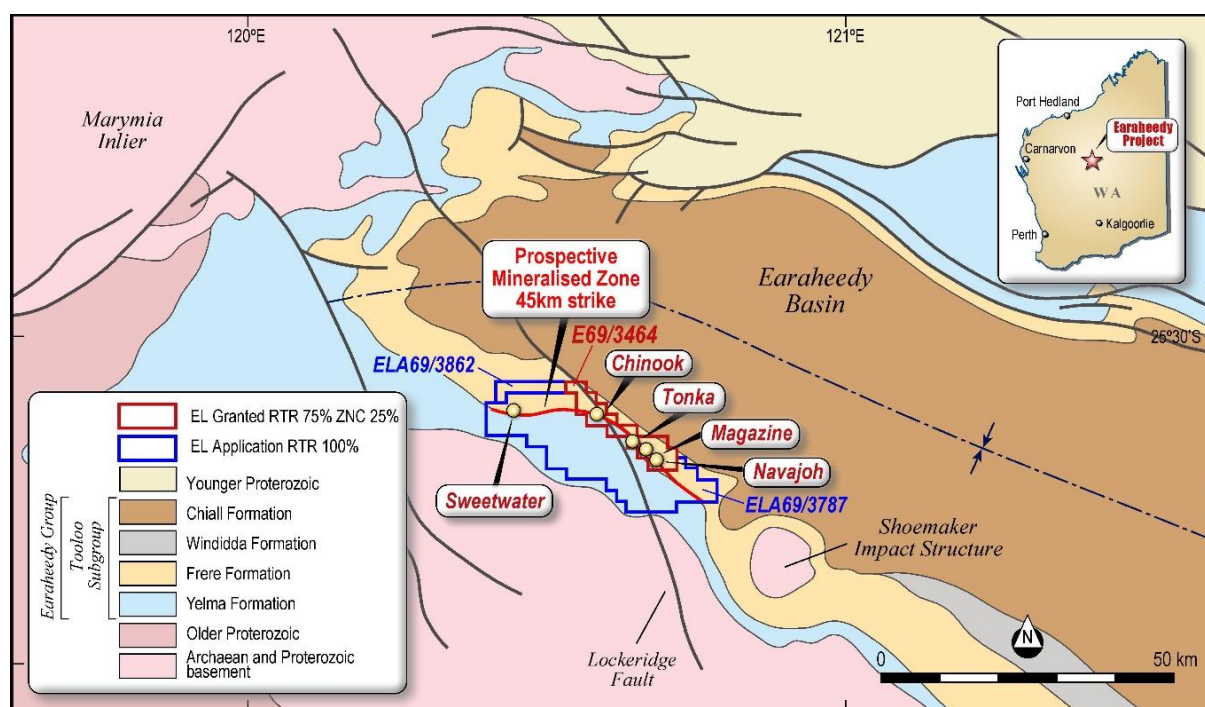 120°E
121°E
Marymia
Inlier
Port Hedland
Earaheedy
Project
Carnarvon
WA
Kalgoorlie
Perth
Prospective
Mineralised Zone
45km strike
Earaheedy
Basin
25°30'S
E69/3464
ELA69/3862
Chinook
Tonka
Magazine
Navajoh
Sweetwater
ELA69/3787
Shoemaker
Impact Structure
Lockeridge
Fault
EL Granted RTR 75% ZNC 25%
EL Application RTR 100%
Younger Proterozoic
Earaheedy Group
Tooloo
Subgroup
Chiall Formation
Windidda Formation
Frere Formation
Yelma Formation
Older Proterozoic
Archaean and Proterozoic
basement
N
0
50 km